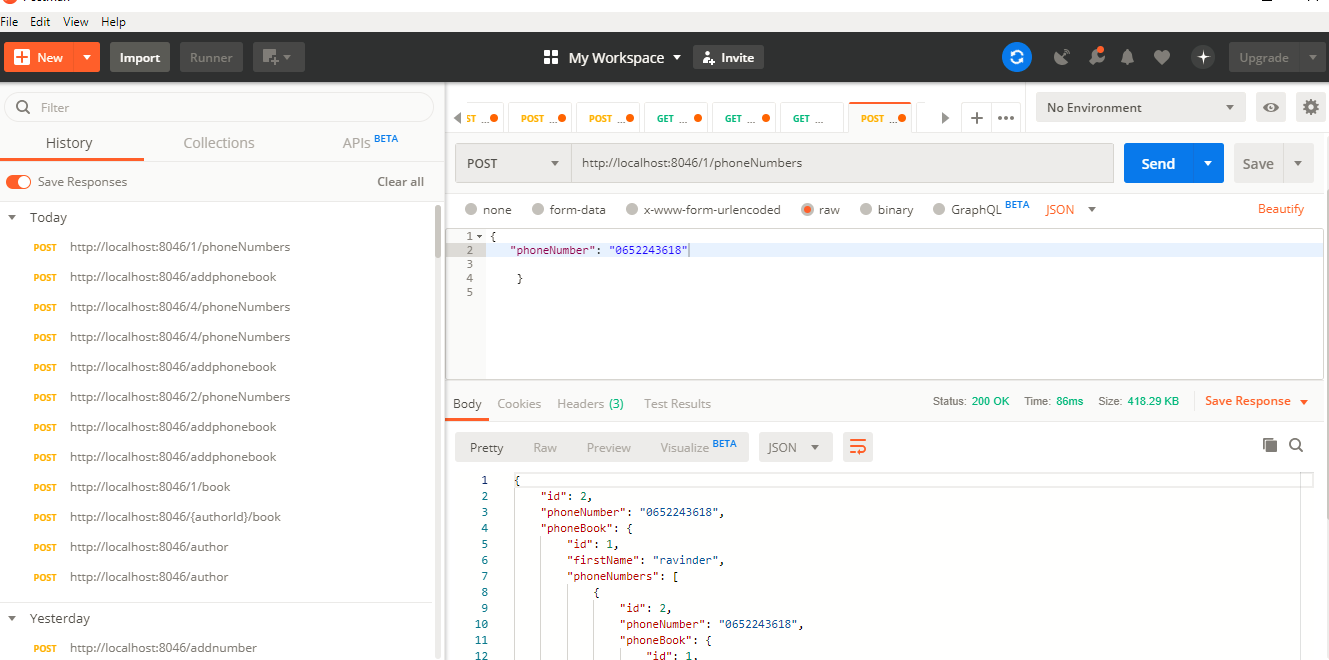 File Edit View Help
New Import Runner My Workspace Invite Upgrade
Filter
History Collections APIs BETA
Save Responses Clear all
Today
POST http://localhost:8046/1/phoneNumbers
POST http://localhost:8046/addphonebook
POST http://localhost:8046/4/phoneNumbers
POST http://localhost:8046/4/phoneNumbers
POST http://localhost:8046/addphonebook
POST http://localhost:8046/2/phoneNumbers
POST http://localhost:8046/addphonebook
POST http://localhost:8046/addphonebook
POST http://localhost:8046/1/book
POST http://localhost:8046/{authorId}/book
POST http://localhost:8046/author
POST http://localhost:8046/author
Yesterday
POST http://localhost:8046/addnumber
ST ... POST ... POST ... GET ... GET ... GET ... POST ... No Environment
POST http://localhost:8046/1/phoneNumbers Send Save
none form-data x-www-form-urlencoded raw binary GraphQL BETA JSON Beautify
1 {
2 "phoneNumber": "0652243618"
3
4 }
5
Body Cookies Headers (3) Test Results Status: 200 OK Time: 86ms Size: 418.29 KB Save Response
Pretty Raw Preview Visualize BETA JSON
1 {
2 "id": 2,
3 "phoneNumber": "0652243618",
4 "phoneBook": {
5 "id": 1,
6 "firstName": "ravinder",
7 "phoneNumbers": [
8 {
9 "id": 2,
10 "phoneNumber": "0652243618",
11 "phoneBook": {
12 "id": 1,